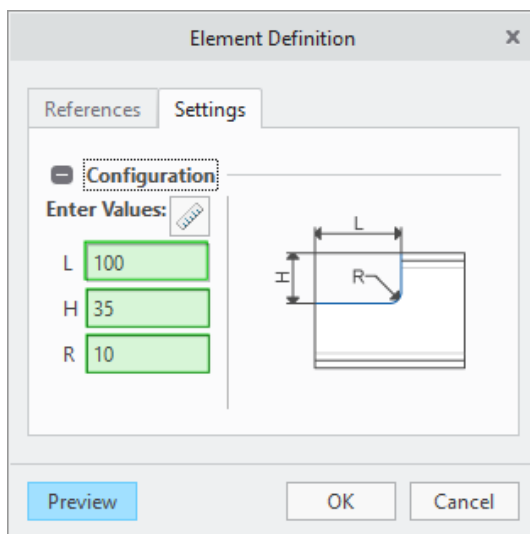 Element Definition
References Settings
Configuration
Enter Values:
L 100
H 35
R 10
L
H
R
Preview OK Cancel